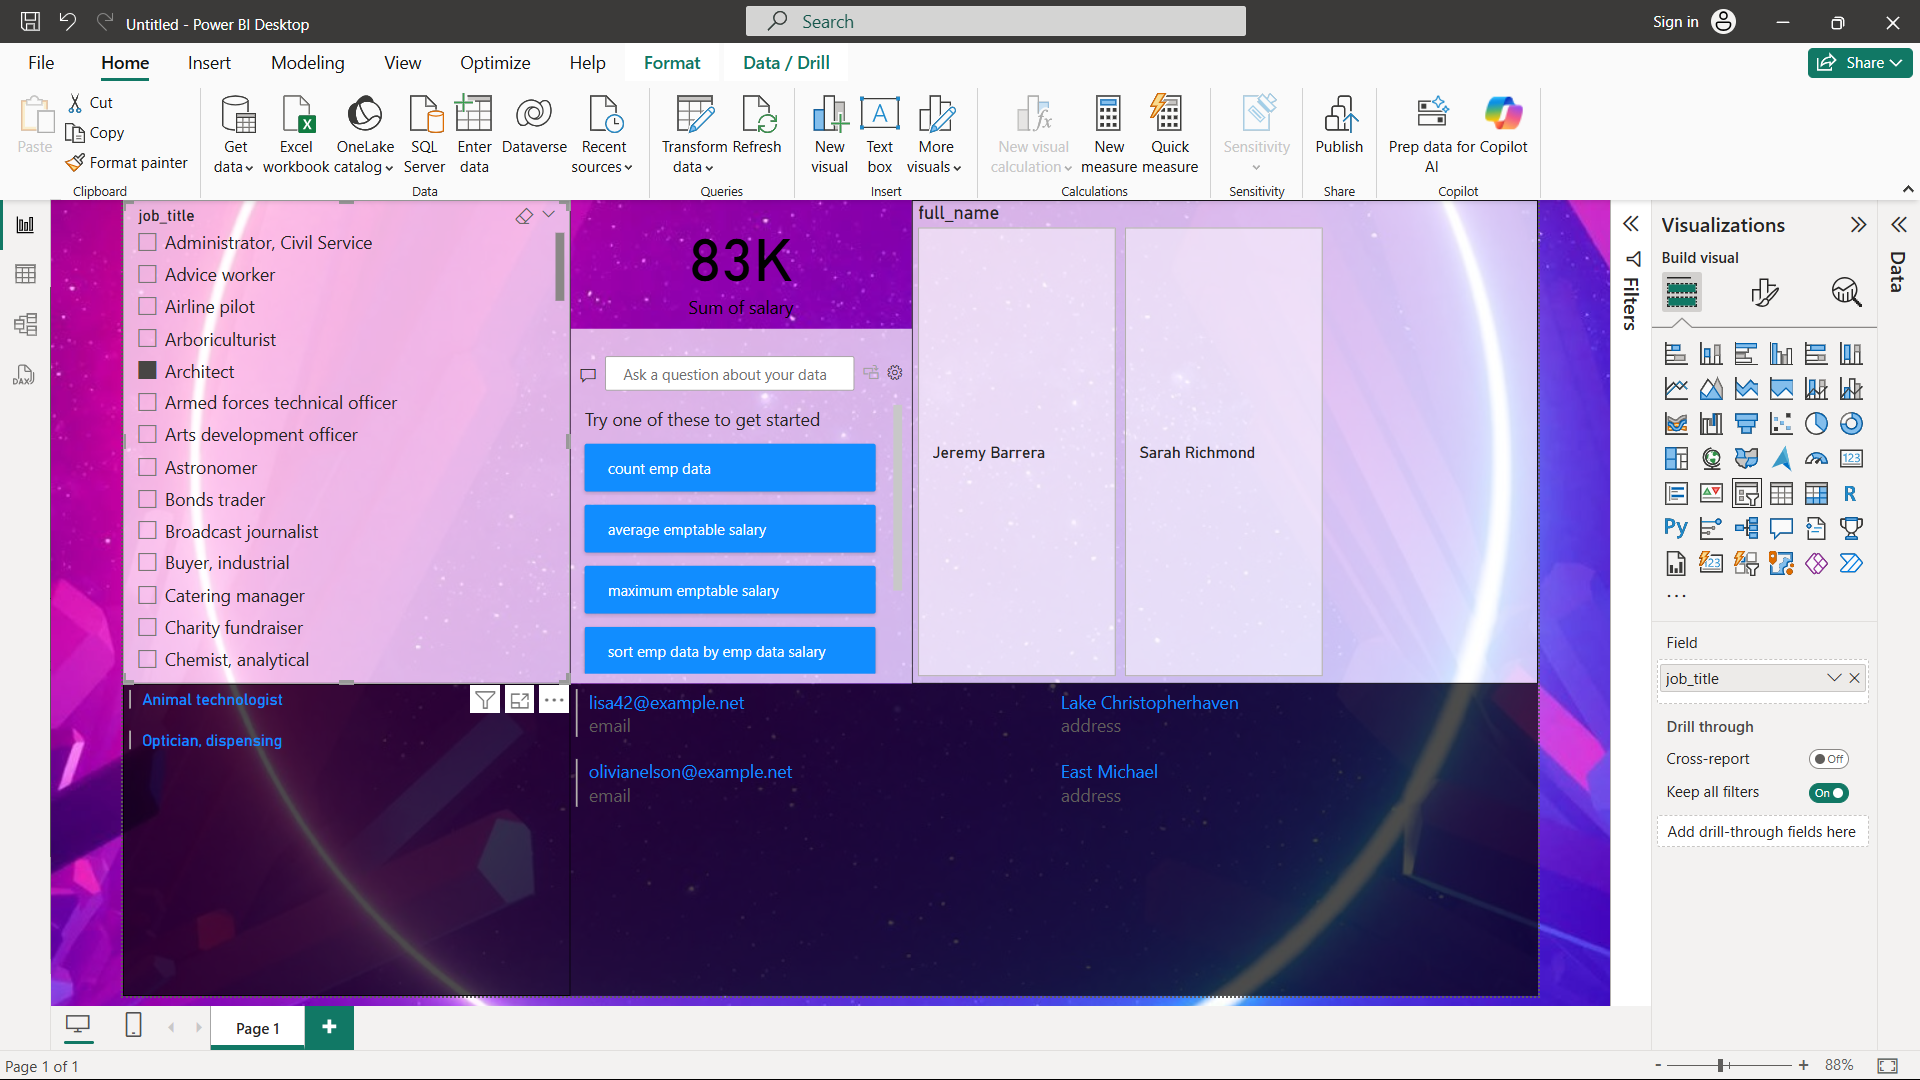 Untitled - Power BI Desktop
Search
Sign in
File Home Insert Modeling View Optimize Help Format Data / Drill
Share
Paste
Cut
Copy
Format painter
Clipboard
Get data
Excel workbook
OneLake catalog
SQL Server
Enter data
Dataverse
Recent sources
Data
Transform data
Refresh
Queries
New visual
Text box
More visuals
Insert
New visual calculation
New measure
Quick measure
Calculations
Sensitivity
Sensitivity
Publish
Share
Prep data for AI
Copilot
Copilot
job_title
Administrator, Civil Service
Advice worker
Airline pilot
Arboriculturist
Architect
Armed forces technical officer
Arts development officer
Astronomer
Bonds trader
Broadcast journalist
Buyer, industrial
Catering manager
Charity fundraiser
Chemist, analytical
83K
Sum of salary
Ask a question about your data
Try one of these to get started
count emp data
average emptable salary
maximum emptable salary
sort emp data by emp data salary
full_name
Jeremy Barrera
Sarah Richmond
Animal technologist
Optician, dispensing
lisa42@example.net
email
Lake Christopherhaven
address
olivianelson@example.net
email
East Michael
address
Filters
Visualizations
Build visual
123
R
Py
123
Field
job_title
Drill through
Cross-report
Off
Keep all filters
On
Add drill-through fields here
Data
DAX
Page 1
Page 1 of 1
- + 88%